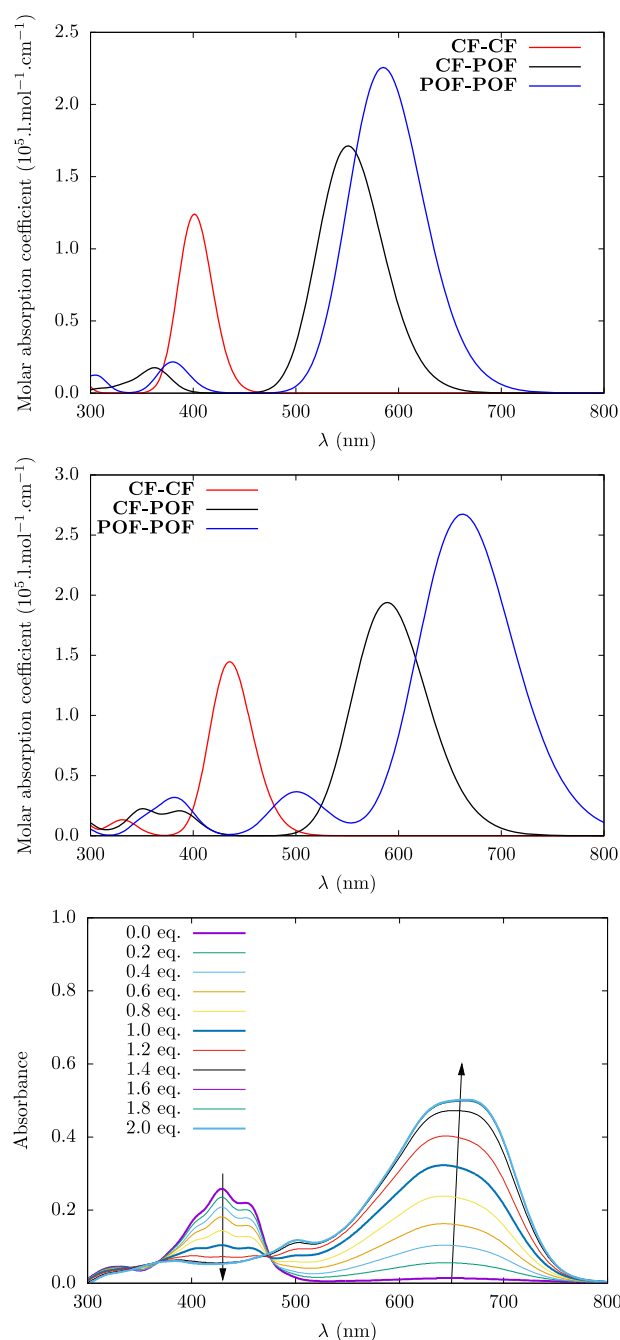 2.5
2.0
1.5
1.0
0.5
0.0
Molar absorption coefficient (10⁵.l.mol⁻¹.cm⁻¹)
CF-CF
CF-POF
POF-POF
300 400 500 600 700 800
λ (nm)
3.0
2.5
2.0
1.5
1.0
0.5
0.0
Molar absorption coefficient (10⁵.l.mol⁻¹.cm⁻¹)
CF-CF
CF-POF
POF-POF
300 400 500 600 700 800
λ (nm)
1.0
0.8
0.6
0.4
0.2
0.0
Absorbance
0.0 eq.
0.2 eq.
0.4 eq.
0.6 eq.
0.8 eq.
1.0 eq.
1.2 eq.
1.4 eq.
1.6 eq.
1.8 eq.
2.0 eq.
300 400 500 600 700 800
λ (nm)